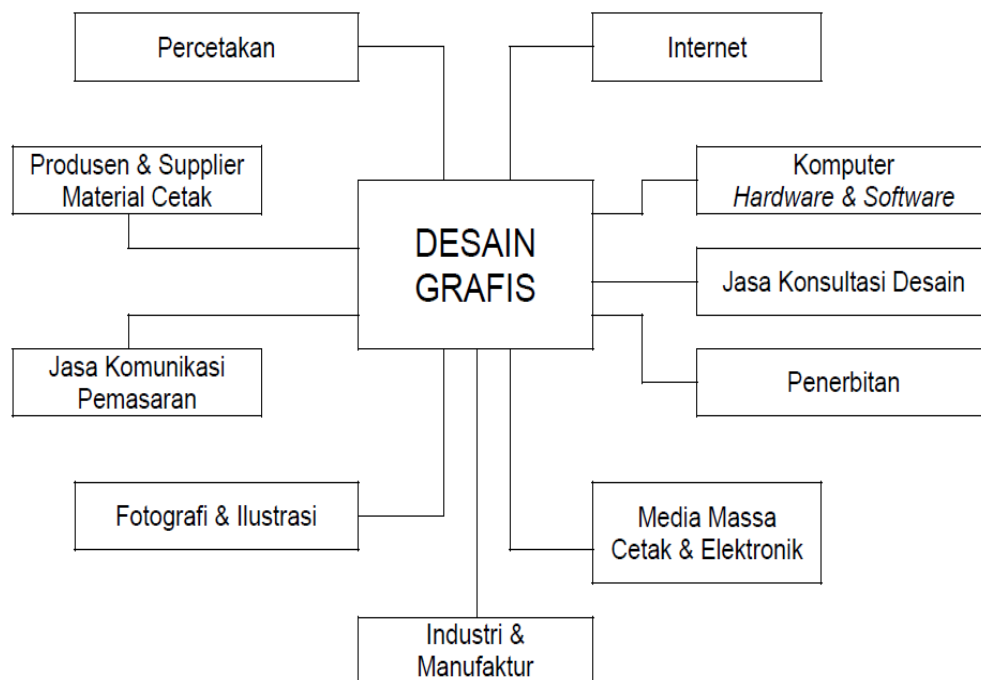 Percetakan
Internet
Produsen & Supplier
Material Cetak
Komputer
Hardware & Software
DESAIN
GRAFIS
Jasa Konsultasi Desain
Jasa Komunikasi
Pemasaran
Penerbitan
Fotografi & Ilustrasi
Media Massa
Cetak & Elektronik
Industri &
Manufaktur